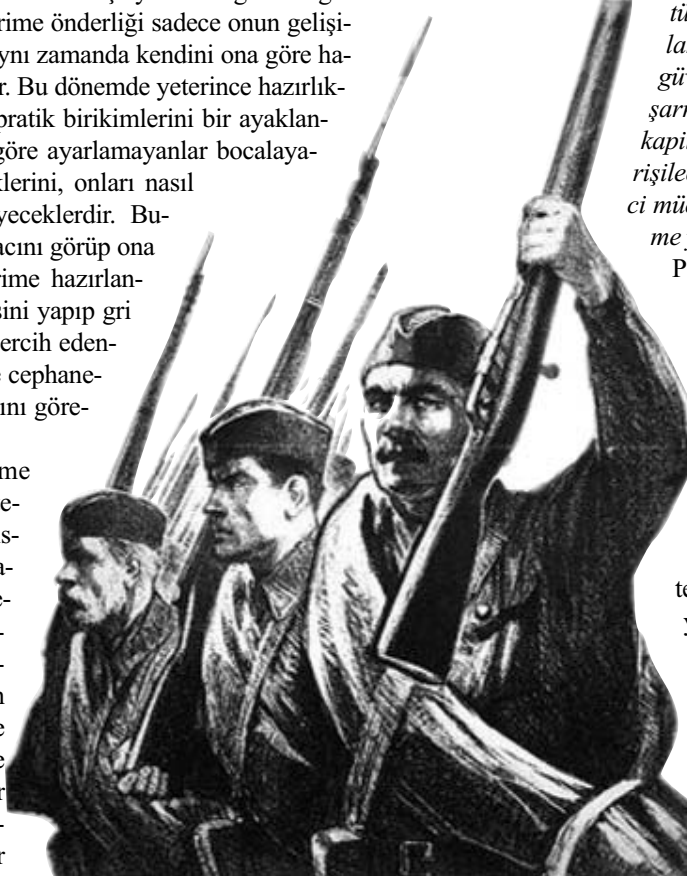 rime önderliği sadece onun gelişi-
ynı zamanda kendini ona göre ha-
r. Bu dönemde yeterince hazırlık-
pratik birikimlerini bir ayaklan-
göre ayarlamayanlar bocalaya-
klerini, onları nasıl
yeceklerdir. Bu-
acını görüp ona
rime hazırlan-
sini yapıp gri
ercih eden-
e cephane-
ını göre-
me
e-
is-
a-
e-
-
-
n
e
e
r
-
r
tü
la
gü
şar
kapi
rişile
ci mü
me y
P
te
y